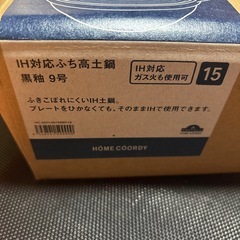 IH対応ふち高土鍋
黒釉 9号
IH対応
ガス火も使用可
15
ふきこぼれにくいIH土鍋。
プレートをひかなくても、そのままIHで使用できます。
HOME COORDY